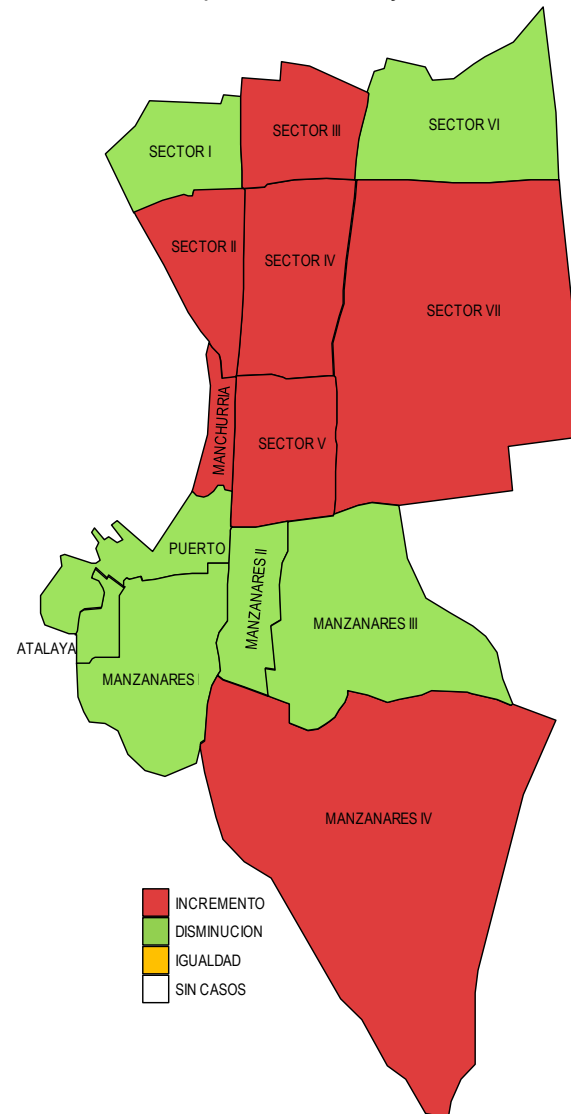 SECTOR III
SECTOR VI
SECTOR I
SECTOR II
SECTOR IV
SECTOR VII
MANCHURRIA
SECTOR V
PUERTO
MANZANARES II
MANZANARES III
ATALAYA
MANZANARES I
MANZANARES IV
INCREMENTO
DISMINUCION
IGUALDAD
SIN CASOS